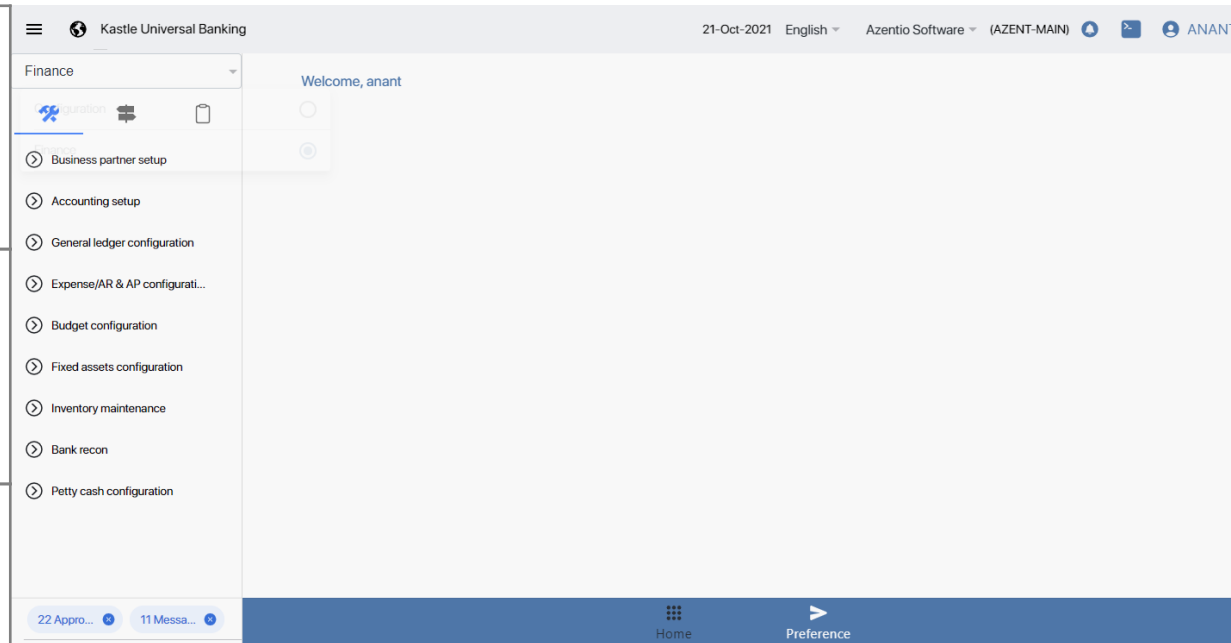 Kastle Universal Banking
21-Oct-2021 English Azentio Software (AZENT-MAIN) ANANT
Finance
Welcome, anant
Configuration
Finance
Business partner setup
Accounting setup
General ledger configuration
Expense/AR & AP configurati...
Budget configuration
Fixed assets configuration
Inventory maintenance
Bank recon
Petty cash configuration
22 Appro... 11 Messa...
Home Preference